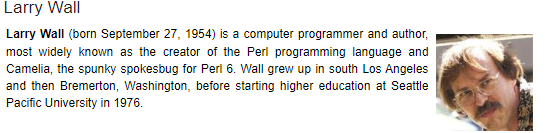 Larry Wall
Larry Wall (born September 27, 1954) is a computer programmer and author,
most widely known as the creator of the Perl programming language and
Camelia, the spunky spokesbug for Perl 6. Wall grew up in south Los Angeles
and then Bremerton, Washington, before starting higher education at Seattle
Pacific University in 1976.